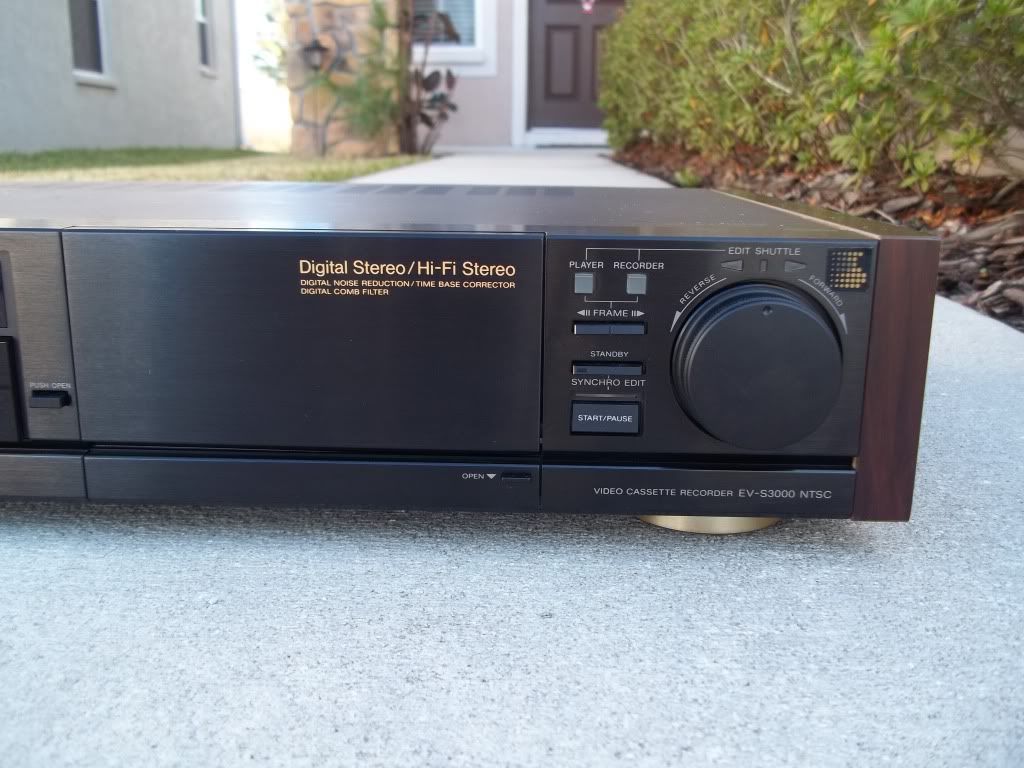 Digital Stereo/Hi-Fi Stereo
DIGITAL NOISE REDUCTION/TIME BASE CORRECTOR
DIGITAL COMB FILTER
PUSH OPEN
OPEN
EDIT SHUTTLE
PLAYER RECORDER
REVERSE
FORWARD
FRAME
STANDBY
SYNCHRO EDIT
START/PAUSE
VIDEO CASSETTE RECORDER EV-S3000 NTSC